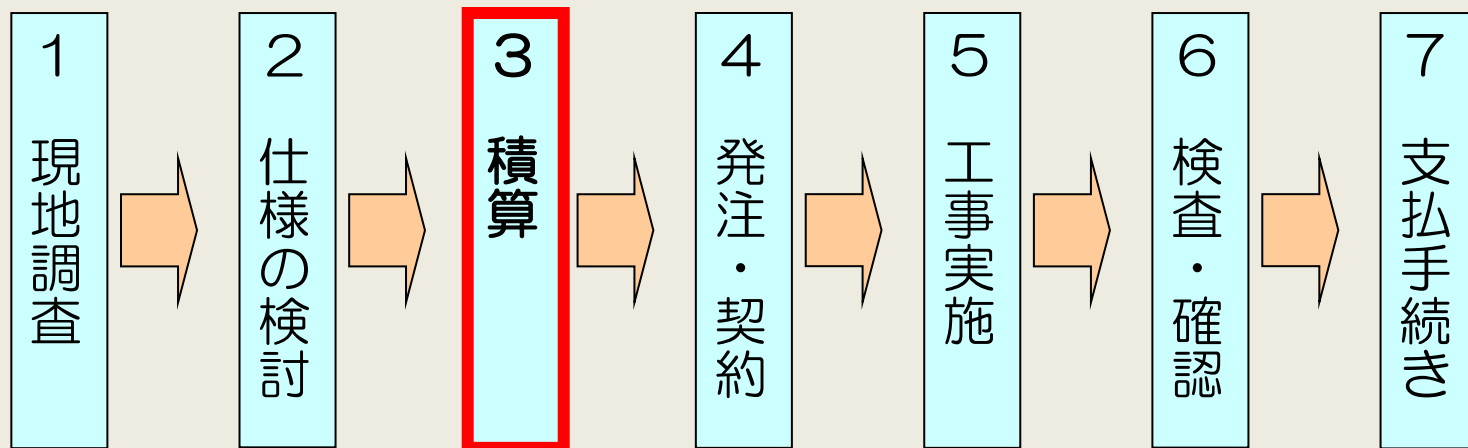 １ 現地調査
２ 仕様の検討
３ 積算
４ 発注・契約
５ 工事実施
６ 検査・確認
７ 支払手続き